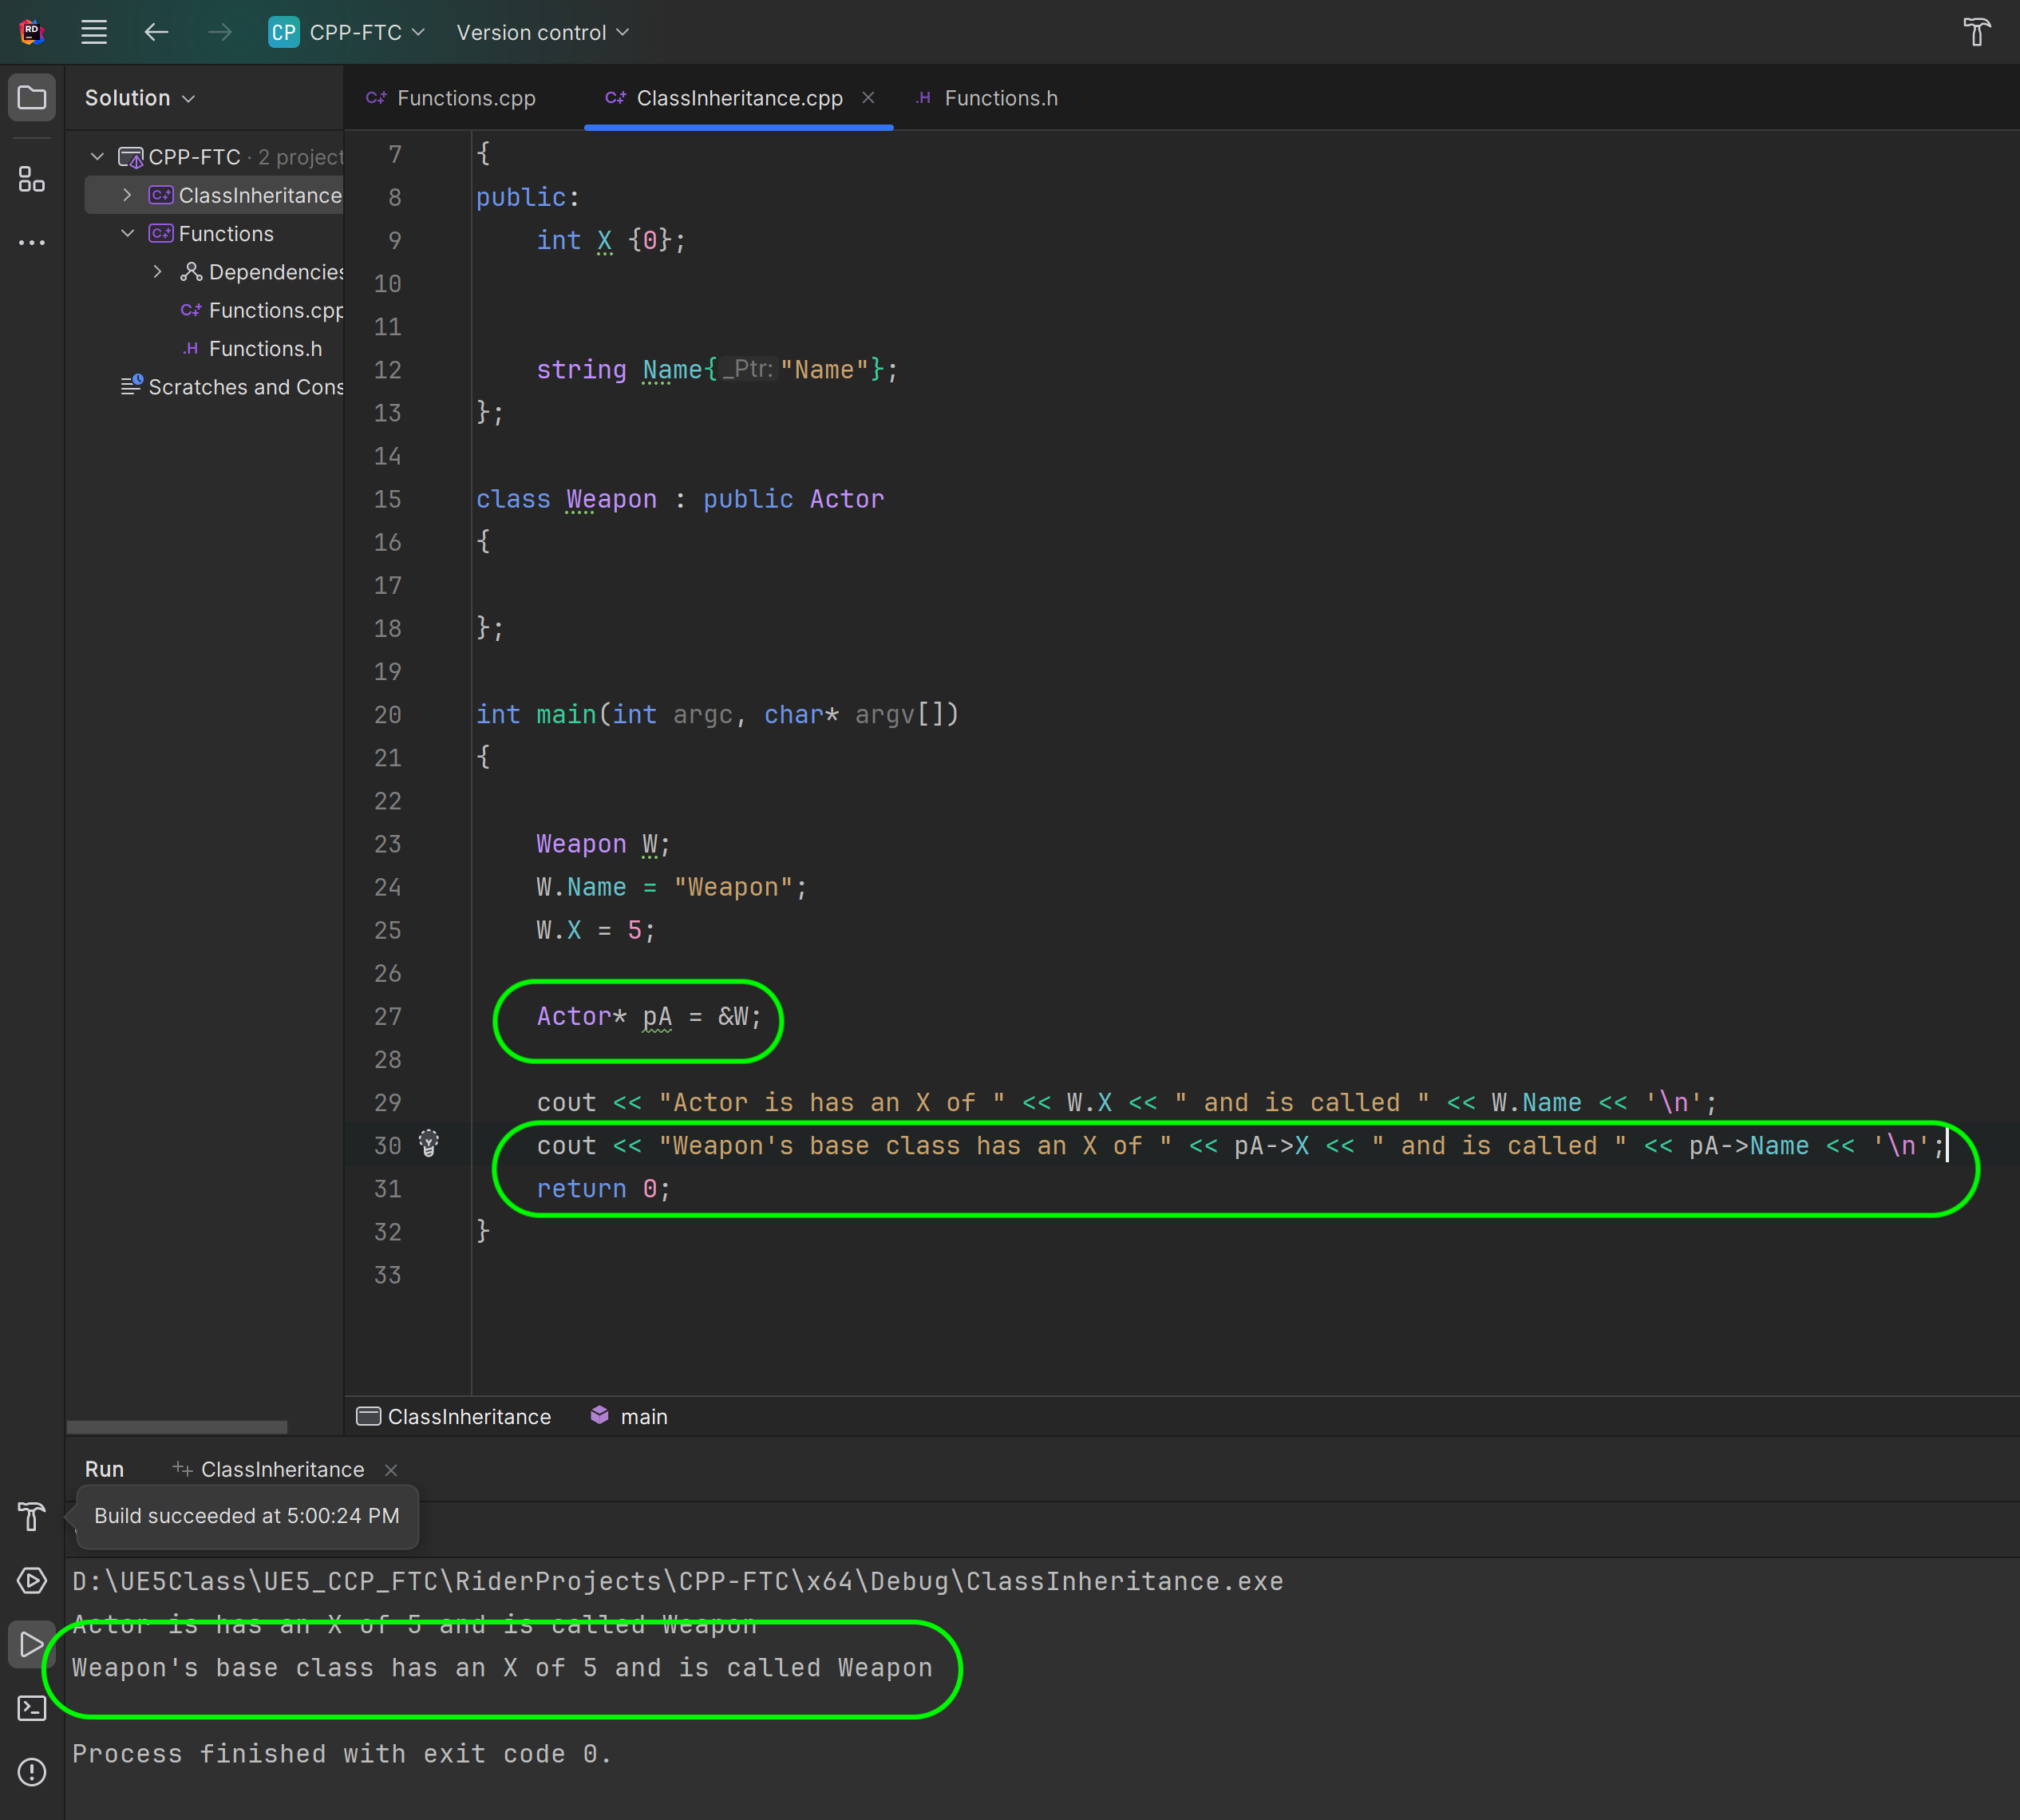 RD
CP CPP-FTC Version control
Solution
Functions.cpp ClassInheritance.cpp Functions.h
CPP-FTC · 2 project
ClassInheritance
Functions
Dependencies
Functions.cpp
Functions.h
Scratches and Cons
7 {
8 public:
9 int X {0};
10
11
12 string Name{_Ptr:"Name"};
13 };
14
15 class Weapon : public Actor
16 {
17
18 };
19
20 int main(int argc, char* argv[])
21 {
22
23 Weapon W;
24 W.Name = "Weapon";
25 W.X = 5;
26
27 Actor* pA = &W;
28
29 cout << "Actor is has an X of " << W.X << " and is called " << W.Name << '\n';
30 cout << "Weapon's base class has an X of " << pA->X << " and is called " << pA->Name << '\n';
31 return 0;
32 }
33
ClassInheritance main
Run ClassInheritance
Build succeeded at 5:00:24 PM
D:\UE5Class\UE5_CCP_FTC\RiderProjects\CPP-FTC\x64\Debug\ClassInheritance.exe
Actor is has an X of 5 and is called Weapon
Weapon's base class has an X of 5 and is called Weapon
Process finished with exit code 0.